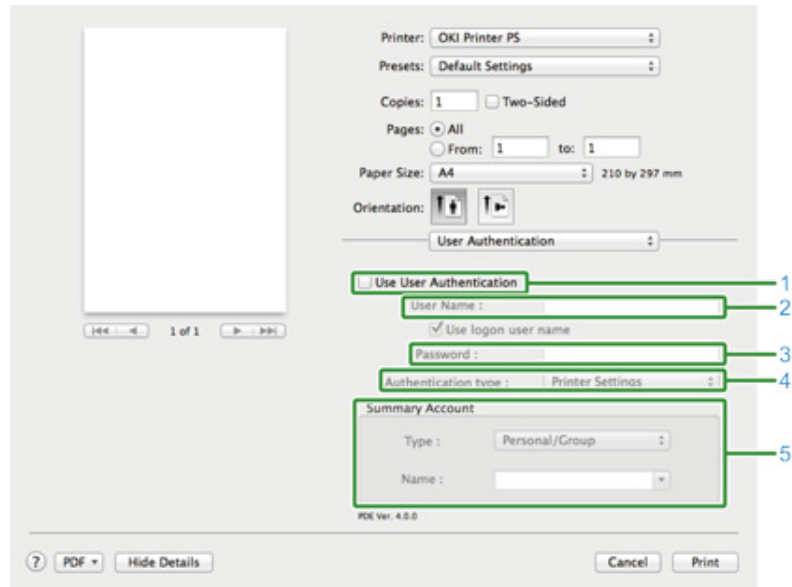 Printer: OKI Printer PS
Presets: Default Settings
Copies: 1 Two-Sided
Pages: All
From: 1 to: 1
Paper Size: A4 210 by 297 mm
Orientation:
User Authentication
Use User Authentication 1
User Name : 2
1 of 1 Use logon user name
Password : 3
Authentication type : Printer Settings 4
Summary Account
Type : Personal/Group 5
Name :
PDE Ver. 4.0.0
? PDF Hide Details Cancel Print